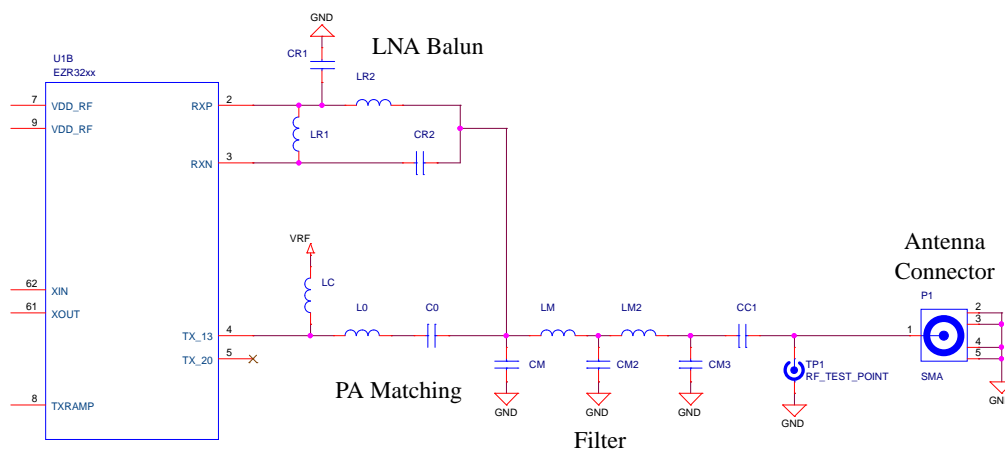 GND
LNA Balun
CR1
U1B
EZR32xx
LR2
7 VDD_RF RXP 2
9 VDD_RF
LR1
CR2
RXN 3
VRF
Antenna
Connector
LC
62 XIN
61 XOUT
L0 C0 LM LM2 CC1
P1
2
3
TX_13 4
1
4
5
TX_20 5
CM CM2 CM3
TP1
RF_TEST_POINT
SMA
8 TXRAMP
PA Matching
GND GND GND GND
Filter